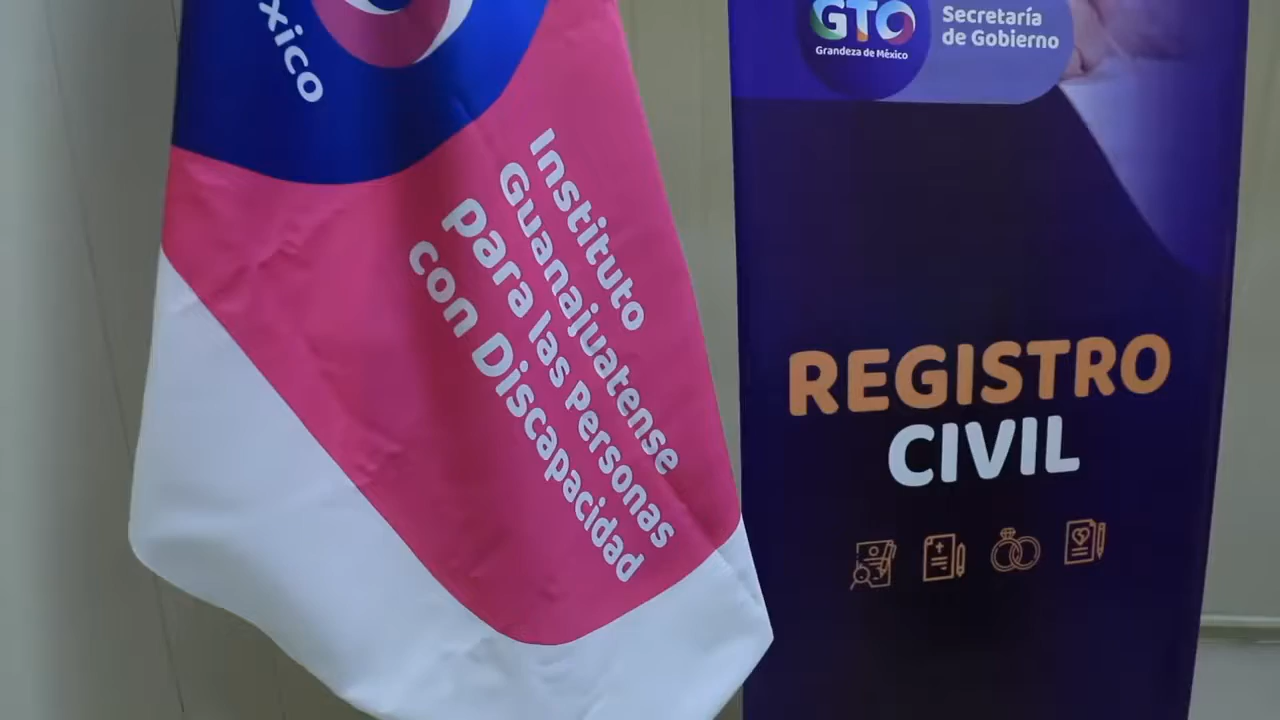 xico
Instituto
Guanajuatense
para las Personas
con Discapacidad
GTO
Grandeza de México
Secretaría
de Gobierno
REGISTRO
CIVIL